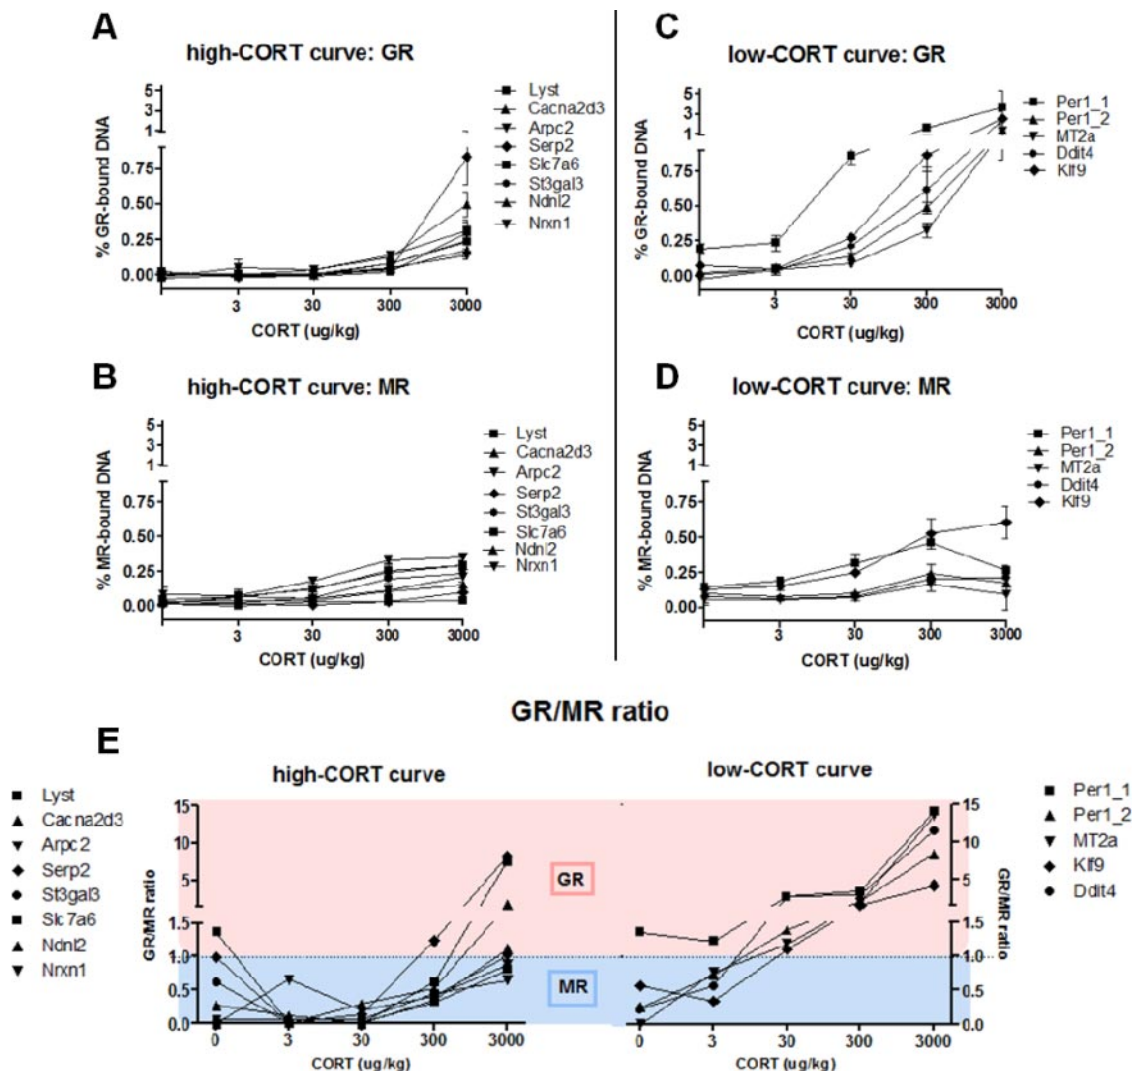 A
high-CORT curve: GR
% GR-bound DNA
5
3
1
0.75
0.50
0.25
0.00
3
30
300
3000
CORT (ug/kg)
Lyst
Cacna2d3
Arpc2
Serp2
Slc7a6
St3gal3
Ndnl2
Nrxn1
C
low-CORT curve: GR
% GR-bound DNA
5
3
1
0.75
0.50
0.25
0.00
3
30
300
3000
CORT (ug/kg)
Per1_1
Per1_2
MT2a
Ddit4
Klf9
B
high-CORT curve: MR
% MR-bound DNA
5
3
1
0.75
0.50
0.25
0.00
3
30
300
3000
CORT (ug/kg)
Lyst
Cacna2d3
Arpc2
Serp2
St3gal3
Slc7a6
Ndnl2
Nrxn1
D
low-CORT curve: MR
% MR-bound DNA
5
3
1
0.75
0.50
0.25
0.00
3
30
300
3000
CORT (ug/kg)
Per1_1
Per1_2
MT2a
Ddit4
Klf9
GR/MR ratio
E
Lyst
Cacna2d3
Arpc2
Serp2
St3gal3
Slc7a6
Ndnl2
Nrxn1
high-CORT curve
GR/MR ratio
15
10
5
1.5
1.0
0.5
0.0
0
3
30
300
3000
CORT (ug/kg)
GR
MR
low-CORT curve
15
10
5
1.5
1.0
0.5
0.0
GR/MR ratio
0
3
30
300
3000
CORT (ug/kg)
Per1_1
Per1_2
MT2a
Klf9
Ddit4